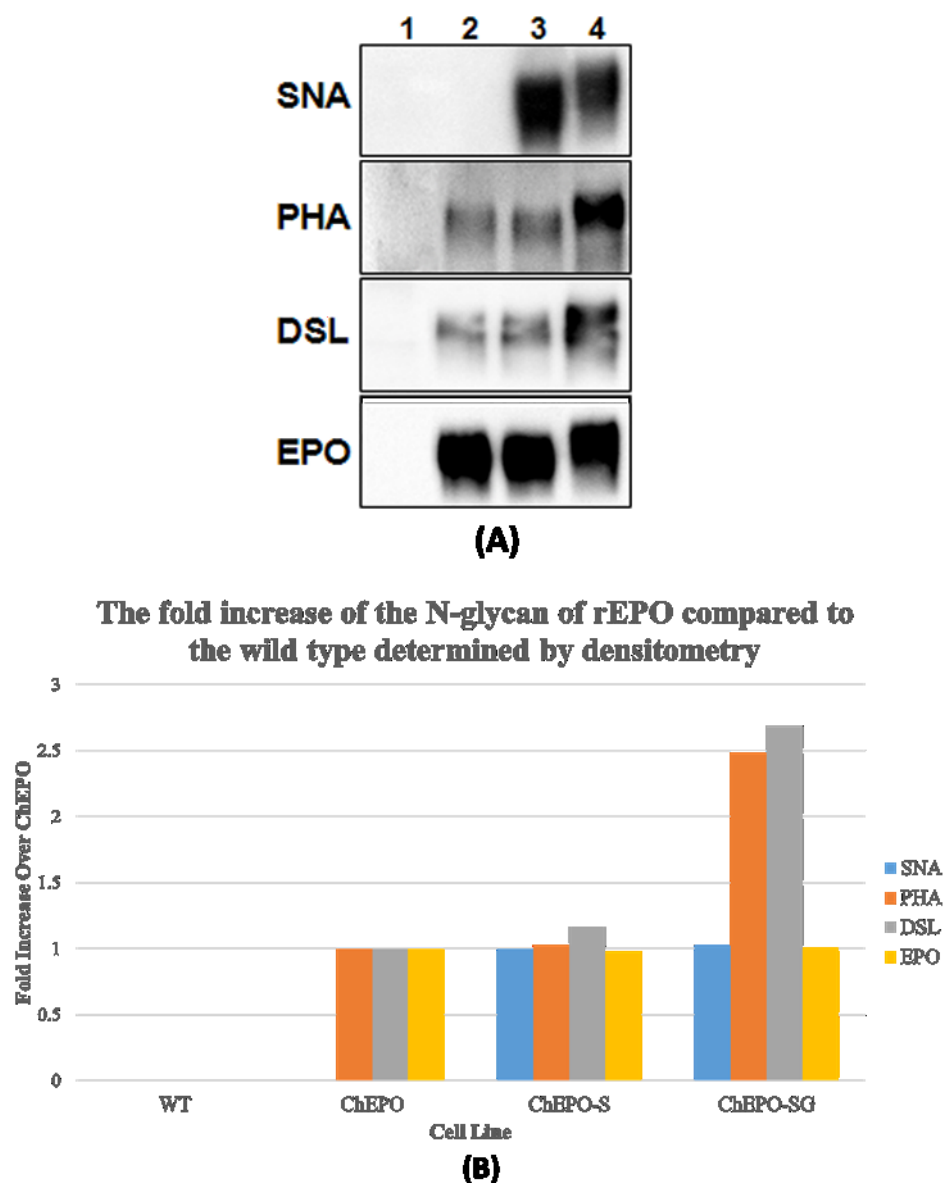 1 2 3 4
SNA
PHA
DSL
EPO
(A)
The fold increase of the N-glycan of rEPO compared to
the wild type determined by densitometry
3
2.5
2
1.5
1
0.5
0
Fold Increase Over ChEPO
WT ChEPO ChEPO-S ChEPO-SG
Cell Line
SNA
PHA
DSL
EPO
(B)